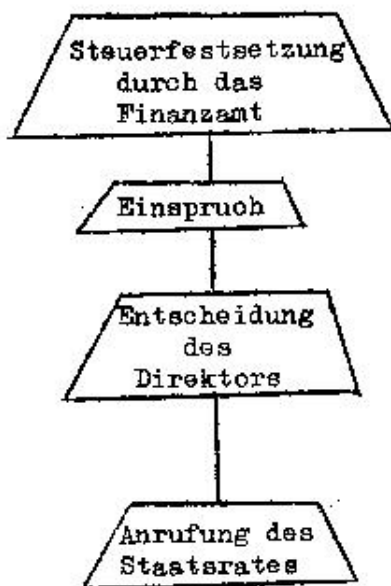 Steuerfestsetzung
durch das
Finanzamt
Einspruch
Entscheidung
des
Direktors
Anrufung des
Staatsrates